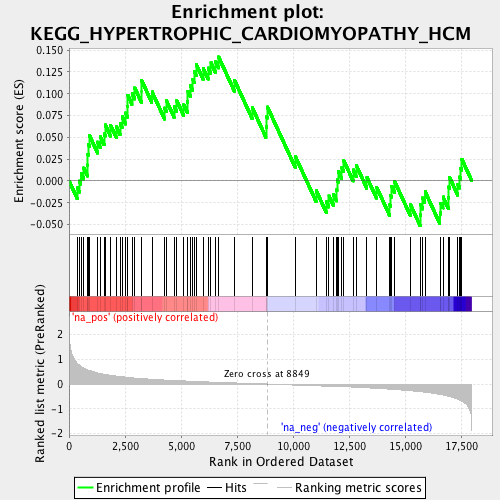 Enrichment plot:
KEGG_HYPERTROPHIC_CARDIOMYOPATHY_HCM
Enrichment score (ES)
0.150
0.125
0.100
0.075
0.050
0.025
0.000
-0.025
-0.050
'na_pos' (positively correlated)
Ranked list metric (PreRanked)
2
1
0
-1
-2
Zero cross at 8849
'na_neg' (negatively correlated)
0 2,500 5,000 7,500 10,000 12,500 15,000 17,500
Rank in Ordered Dataset
Enrichment profile Hits Ranking metric scores